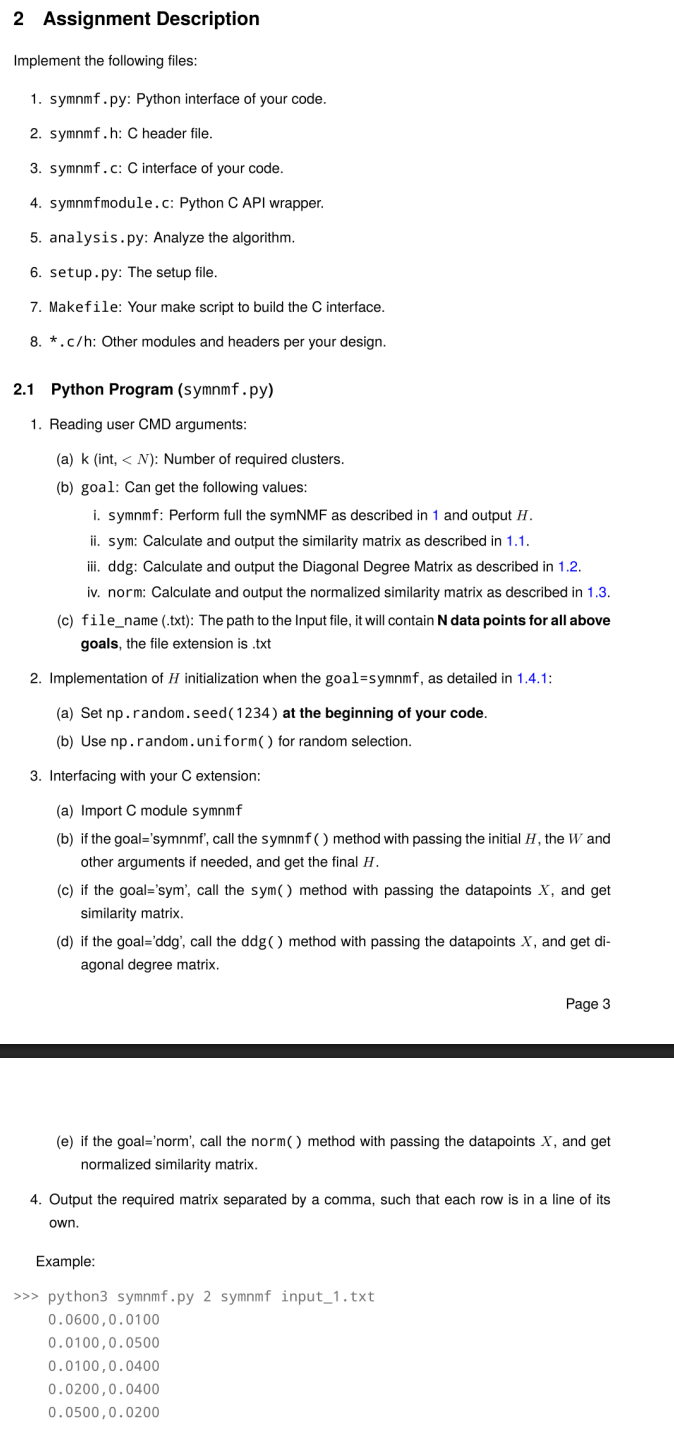 2 Assignment Description
Implement the following files:
1. symnmf.py: Python interface of your code.
2. symnmf.h: C header file.
3. symnmf.c: C interface of your code.
4. symnmfmodule.c: Python C API wrapper.
5. analysis.py: Analyze the algorithm.
6. setup.py: The setup file.
7. Makefile: Your make script to build the C interface.
8. *.c/h: Other modules and headers per your design.
2.1 Python Program (symnmf.py)
1. Reading user CMD arguments:
(a) k (int, < N): Number of required clusters.
(b) goal: Can get the following values:
i. symnmf: Perform full the symNMF as described in 1 and output H.
ii. sym: Calculate and output the similarity matrix as described in 1.1.
iii. ddg: Calculate and output the Diagonal Degree Matrix as described in 1.2.
iv. norm: Calculate and output the normalized similarity matrix as described in 1.3.
(c) file_name (.txt): The path to the Input file, it will contain N data points for all above
goals, the file extension is .txt
2. Implementation of H initialization when the goal=symnmf, as detailed in 1.4.1:
(a) Set np.random.seed(1234) at the beginning of your code.
(b) Use np.random.uniform() for random selection.
3. Interfacing with your C extension:
(a) Import C module symnmf
(b) if the goal='symnmf', call the symnmf() method with passing the initial H, the W and
other arguments if needed, and get the final H.
(c) if the goal='sym', call the sym() method with passing the datapoints X, and get
similarity matrix.
(d) if the goal='ddg', call the ddg() method with passing the datapoints X, and get di-
agonal degree matrix.
Page 3
(e) if the goal='norm', call the norm() method with passing the datapoints X, and get
normalized similarity matrix.
4. Output the required matrix separated by a comma, such that each row is in a line of its
own.
Example:
>>> python3 symnmf.py 2 symnmf input_1.txt
0.0600,0.0100
0.0100,0.0500
0.0100,0.0400
0.0200,0.0400
0.0500,0.0200